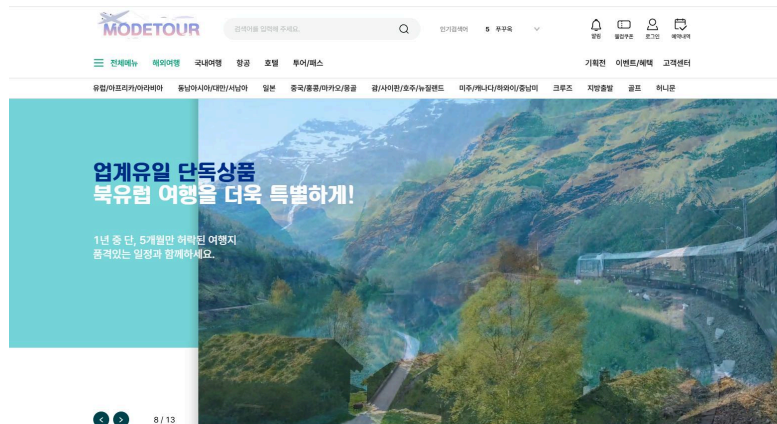 MODETOUR
검색어를 입력해 주세요.
인기검색어 5 푸꾸옥
알림 웰컴쿠폰 로그인 예약내역
전체메뉴 해외여행 국내여행 항공 호텔 투어/패스 기획전 이벤트/혜택 고객센터
유럽/아프리카/아라비아 동남아시아/대만/서남아 일본 중국/홍콩/마카오/몽골 괌/사이판/호주/뉴질랜드 미주/캐나다/하와이/중남미 크루즈 지방출발 골프 허니문
업계유일 단독상품
북유럽 여행을 더욱 특별하게!
1년 중 단, 5개월만 허락된 여행지
품격있는 일정과 함께하세요.
8 / 13